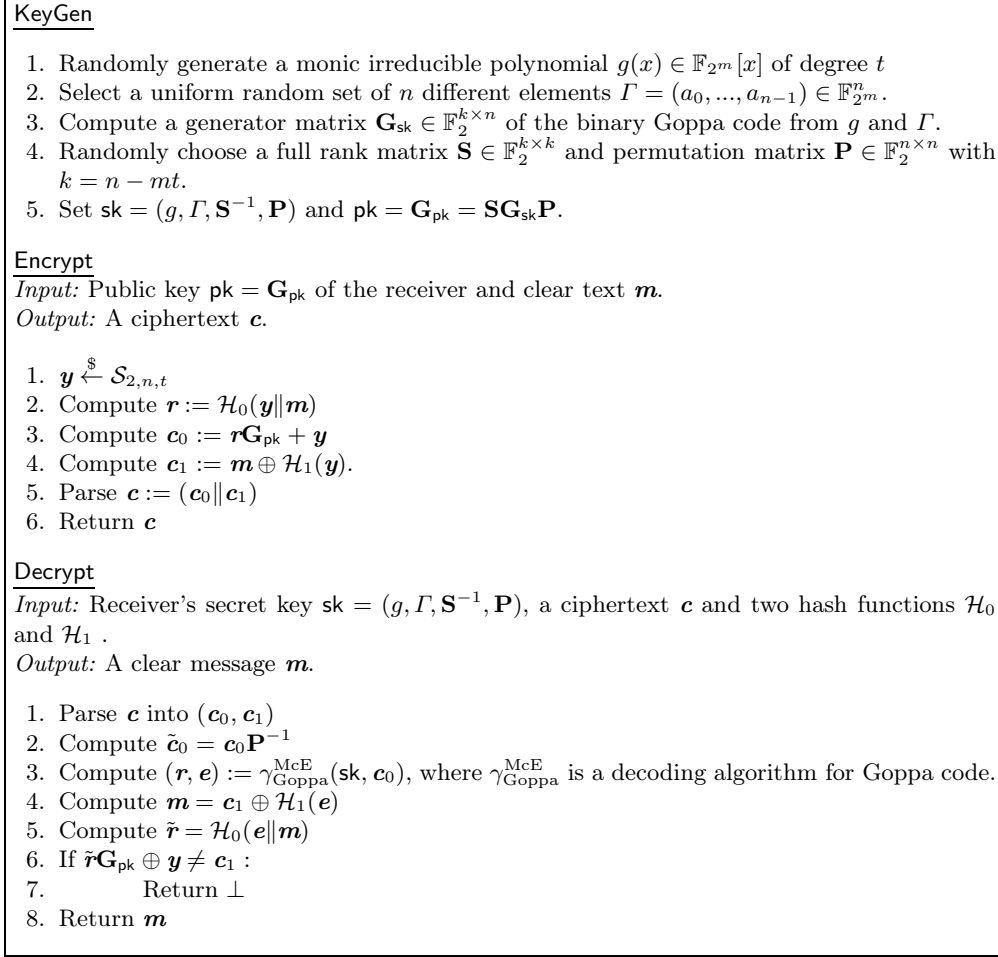 KeyGen
1. Randomly generate a monic irreducible polynomial g(x) ∈ 𝔽_{2^m}[x] of degree t
2. Select a uniform random set of n different elements Γ = (a_0, ..., a_{n−1}) ∈ 𝔽_{2^m}^n.
3. Compute a generator matrix G_sk ∈ 𝔽_2^{k×n} of the binary Goppa code from g and Γ.
4. Randomly choose a full rank matrix S ∈ 𝔽_2^{k×k} and permutation matrix P ∈ 𝔽_2^{n×n} with
k = n − mt.
5. Set sk = (g, Γ, S^{−1}, P) and pk = G_pk = SG_skP.
Encrypt
Input: Public key pk = G_pk of the receiver and clear text m.
Output: A ciphertext c.
1. y ←$ S_{2,n,t}
2. Compute r := H_0(y∥m)
3. Compute c_0 := rG_pk + y
4. Compute c_1 := m ⊕ H_1(y).
5. Parse c := (c_0∥c_1)
6. Return c
Decrypt
Input: Receiver's secret key sk = (g, Γ, S^{−1}, P), a ciphertext c and two hash functions H_0
and H_1 .
Output: A clear message m.
1. Parse c into (c_0, c_1)
2. Compute c̃_0 = c_0P^{−1}
3. Compute (r, e) := γ_Goppa^McE(sk, c_0), where γ_Goppa^McE is a decoding algorithm for Goppa code.
4. Compute m = c_1 ⊕ H_1(e)
5. Compute r̃ = H_0(e∥m)
6. If r̃G_pk ⊕ y ≠ c_1 :
7. Return ⊥
8. Return m